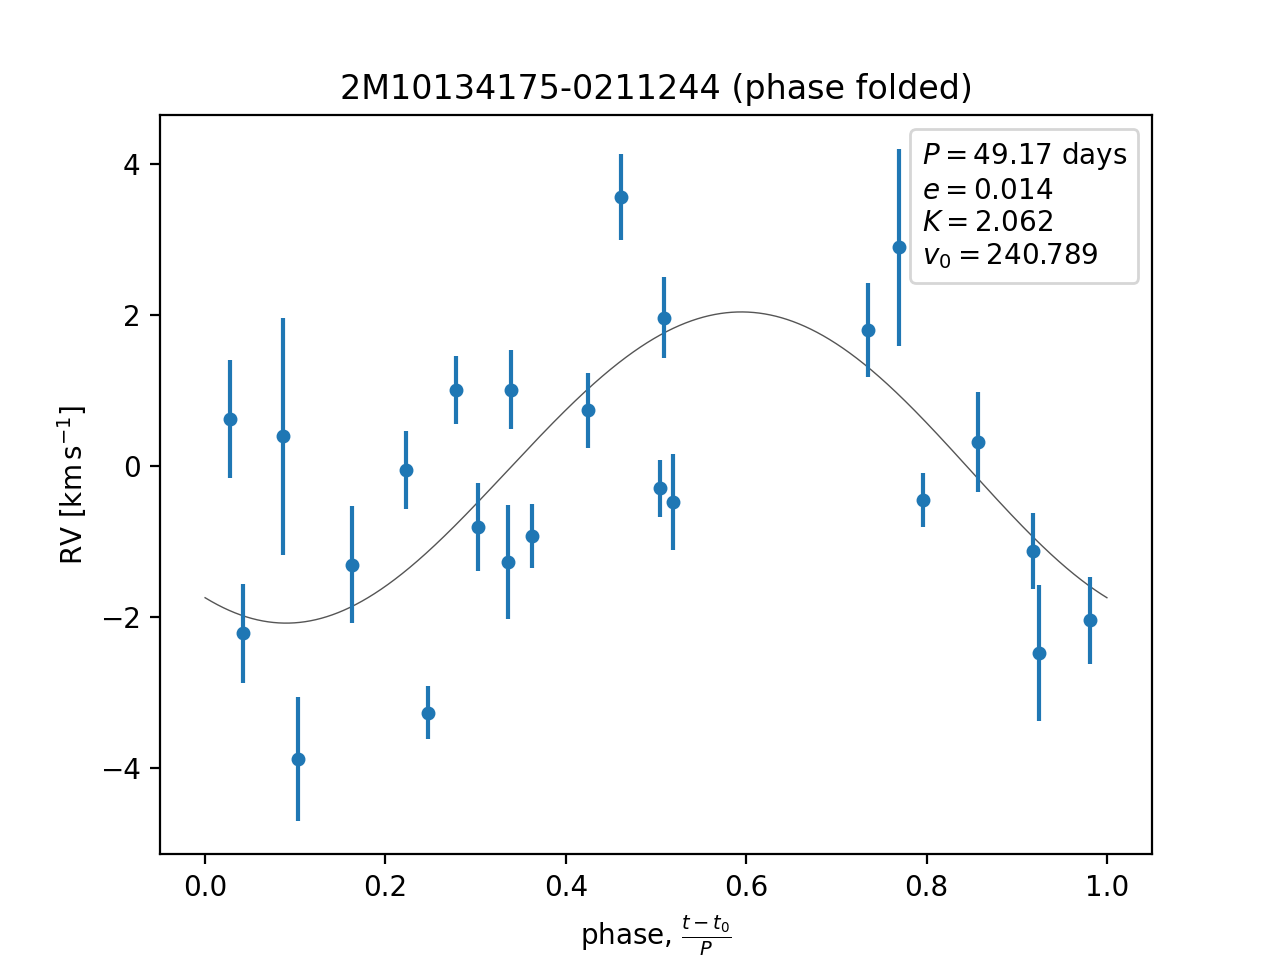 2M10134175-0211244 (phase folded)
P = 49.17 days
e = 0.014
K = 2.062
v₀ = 240.789
4
2
0
−2
−4
RV [km s⁻¹]
0.0 0.2 0.4 0.6 0.8 1.0
phase, (t − t₀)/P